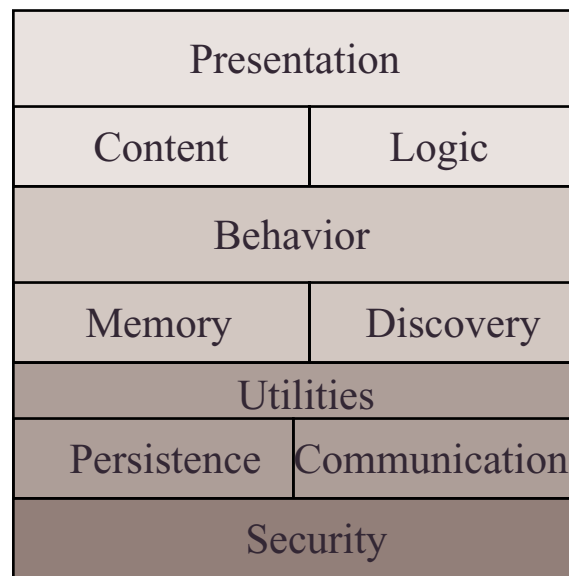 Presentation
Content Logic
Behavior
Memory Discovery
Utilities
Persistence Communication
Security